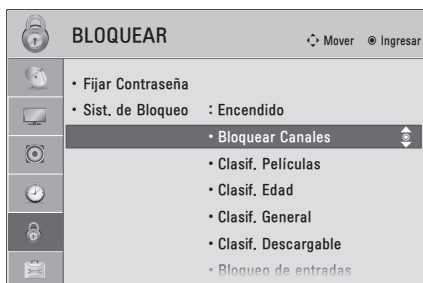 BLOQUEAR
Mover Ingresar
• Fijar Contraseña
• Sist. de Bloqueo : Encendido
• Bloquear Canales
• Clasif. Películas
• Clasif. Edad
• Clasif. General
• Clasif. Descargable
• Bloqueo de entradas